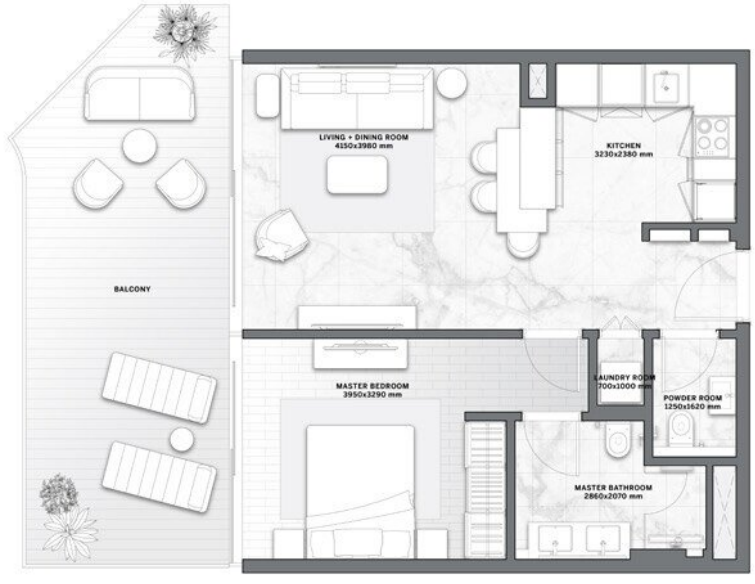 LIVING + DINING ROOM
4150x3980 mm
KITCHEN
3230x2380 mm
BALCONY
MASTER BEDROOM
3950x3290 mm
LAUNDRY ROOM
700x1000 mm
POWDER ROOM
1250x1620 mm
MASTER BATHROOM
2860x2070 mm